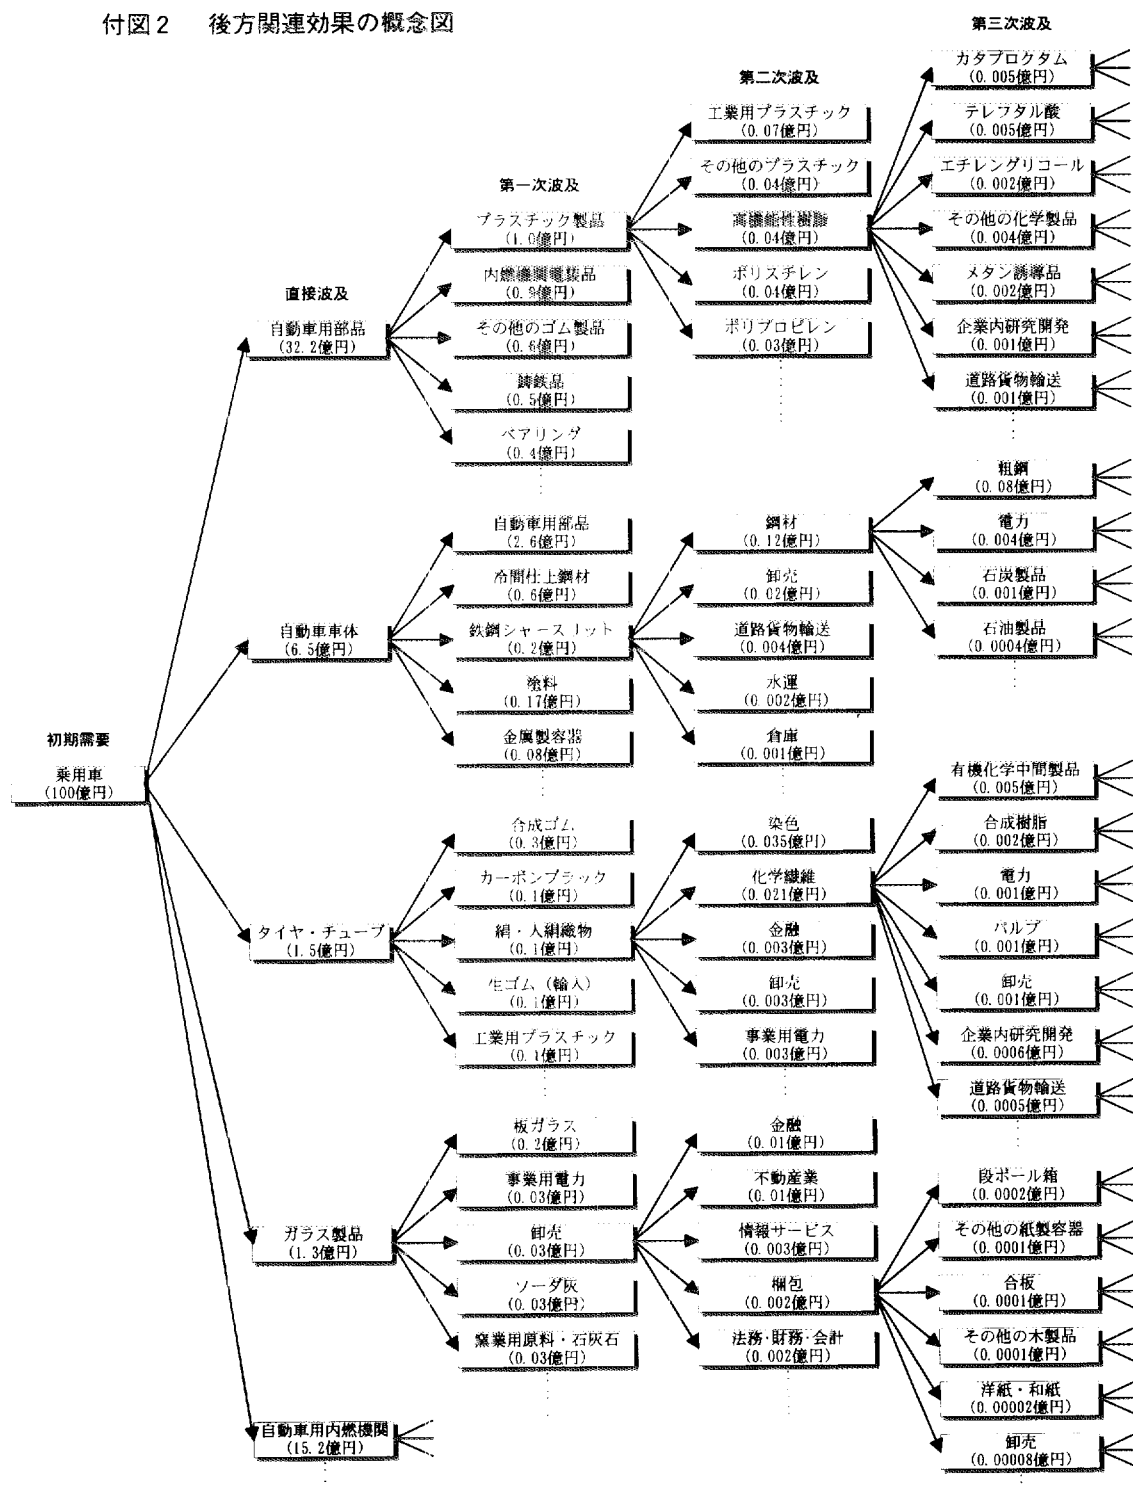 付図2 後方関連効果の概念図
初期需要
乗用車
(100億円)
直接波及
自動車用部品
(32.2億円)
自動車車体
(6.5億円)
タイヤ・チューブ
(1.5億円)
ガラス製品
(1.3億円)
自動車用内燃機関
(15.2億円)
第一次波及
プラスチック製品
(1.0億円)
内燃機関電装品
(0.9億円)
その他のゴム製品
(0.6億円)
鋳鉄品
(0.5億円)
ベアリング
(0.4億円)
自動車用部品
(2.6億円)
冷間仕上鋼材
(0.6億円)
鉄鋼シャースリット
(0.2億円)
塗料
(0.17億円)
金属製容器
(0.08億円)
合成ゴム
(0.3億円)
カーボンブラック
(0.1億円)
絹・人絹織物
(0.1億円)
生ゴム(輸入)
(0.1億円)
工業用プラスチック
(0.1億円)
板ガラス
(0.2億円)
事業用電力
(0.03億円)
卸売
(0.03億円)
ソーダ灰
(0.03億円)
窯業用原料・石灰石
(0.03億円)
第二次波及
工業用プラスチック
(0.07億円)
その他のプラスチック
(0.04億円)
高機能性樹脂
(0.04億円)
ポリスチレン
(0.04億円)
ポリプロピレン
(0.03億円)
鋼材
(0.12億円)
卸売
(0.02億円)
道路貨物輸送
(0.004億円)
水運
(0.002億円)
倉庫
(0.001億円)
染色
(0.035億円)
化学繊維
(0.021億円)
金融
(0.003億円)
卸売
(0.003億円)
事業用電力
(0.003億円)
金融
(0.01億円)
不動産業
(0.01億円)
情報サービス
(0.003億円)
梱包
(0.002億円)
法務・財務・会計
(0.002億円)
第三次波及
カタプロクタム
(0.005億円)
テレフタル酸
(0.005億円)
エチレングリコール
(0.002億円)
その他の化学製品
(0.004億円)
メタン誘導品
(0.002億円)
企業内研究開発
(0.001億円)
道路貨物輸送
(0.001億円)
粗鋼
(0.08億円)
電力
(0.004億円)
石炭製品
(0.001億円)
石油製品
(0.0004億円)
有機化学中間製品
(0.005億円)
合成樹脂
(0.002億円)
電力
(0.001億円)
パルプ
(0.001億円)
卸売
(0.001億円)
企業内研究開発
(0.0006億円)
道路貨物輸送
(0.0005億円)
段ボール箱
(0.0002億円)
その他の紙製容器
(0.0001億円)
合板
(0.0001億円)
その他の木製品
(0.0001億円)
洋紙・和紙
(0.00002億円)
卸売
(0.00008億円)